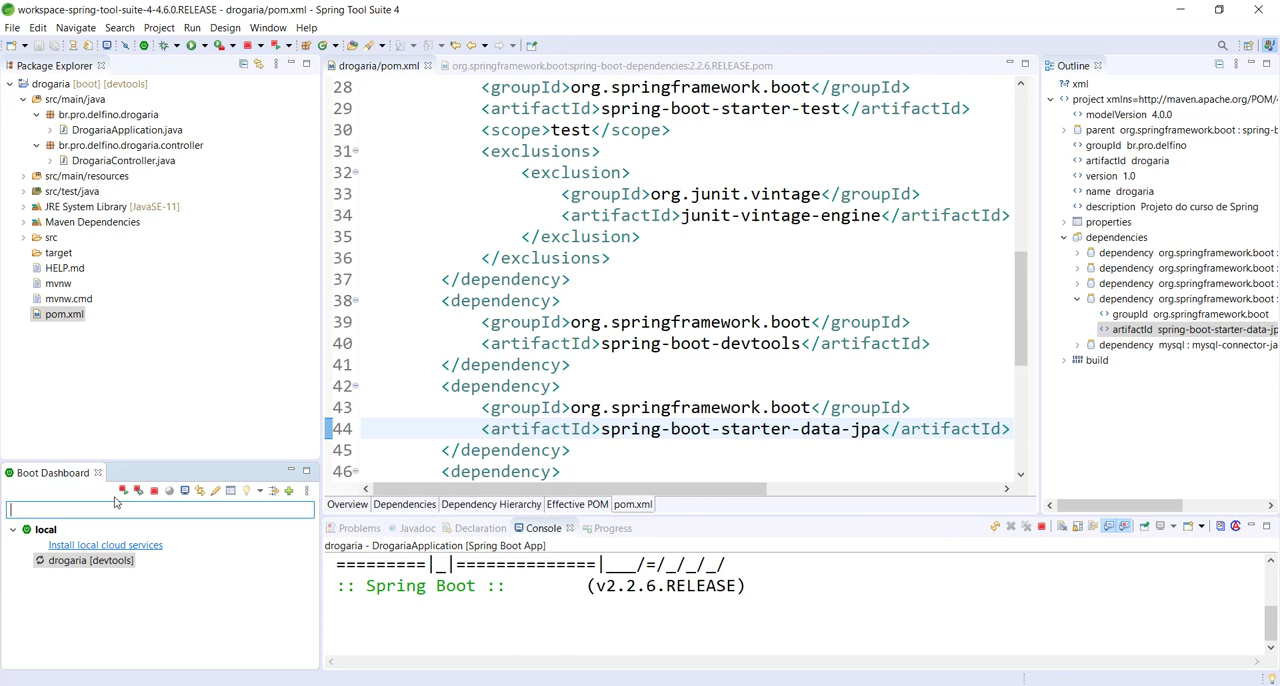 workspace-spring-tool-suite-4-4.6.0.RELEASE - drogaria/pom.xml - Spring Tool Suite 4
File Edit Navigate Search Project Run Design Window Help
Package Explorer
drogaria [boot] [devtools]
src/main/java
br.pro.delfino.drogaria
DrogariaApplication.java
br.pro.delfino.drogaria.controller
DrogariaController.java
src/main/resources
src/test/java
JRE System Library [JavaSE-11]
Maven Dependencies
src
target
HELP.md
mvnw
mvnw.cmd
pom.xml
Boot Dashboard
local
Install local cloud services
drogaria [devtools]
drogaria/pom.xml org.springframework.boot:spring-boot-dependencies:2.2.6.RELEASE.pom
28 <groupId>org.springframework.boot</groupId>
29 <artifactId>spring-boot-starter-test</artifactId>
30 <scope>test</scope>
31 <exclusions>
32 <exclusion>
33 <groupId>org.junit.vintage</groupId>
34 <artifactId>junit-vintage-engine</artifactId>
35 </exclusion>
36 </exclusions>
37 </dependency>
38 <dependency>
39 <groupId>org.springframework.boot</groupId>
40 <artifactId>spring-boot-devtools</artifactId>
41 </dependency>
42 <dependency>
43 <groupId>org.springframework.boot</groupId>
44 <artifactId>spring-boot-starter-data-jpa</artifactId>
45 </dependency>
46 <dependency>
Overview Dependencies Dependency Hierarchy Effective POM pom.xml
Problems Javadoc Declaration Console Progress
drogaria - DrogariaApplication [Spring Boot App]
=========|_|==============|___/=/_/_/_/
:: Spring Boot :: (v2.2.6.RELEASE)
Outline
?? xml
project xmlns=http://maven.apache.org/POM/
modelVersion 4.0.0
parent org.springframework.boot : spring-b
groupId br.pro.delfino
artifactId drogaria
version 1.0
name drogaria
description Projeto do curso de Spring
properties
dependencies
dependency org.springframework.boot :
dependency org.springframework.boot :
dependency org.springframework.boot :
dependency org.springframework.boot :
groupId org.springframework.boot
artifactId spring-boot-starter-data-jp
dependency mysql : mysql-connector-ja
build